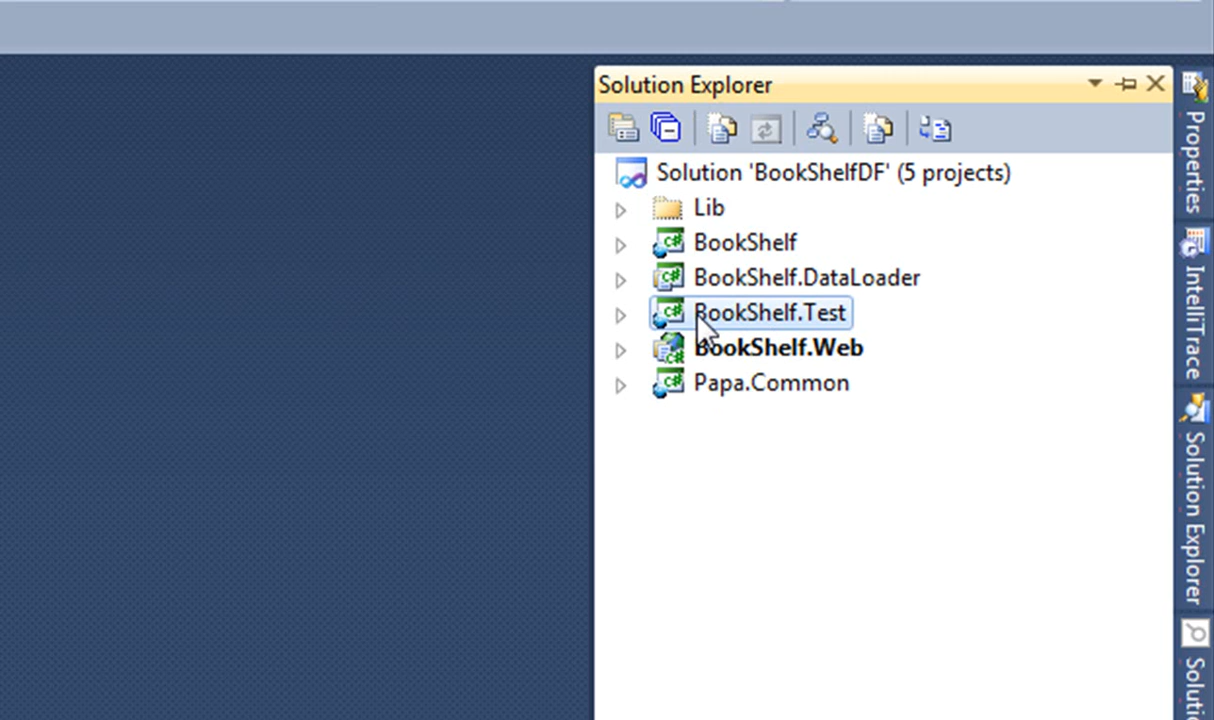 Solution Explorer
Solution 'BookShelfDF' (5 projects)
Lib
BookShelf
BookShelf.DataLoader
BookShelf.Test
BookShelf.Web
Papa.Common
Properties
IntelliTrace
Solution Explorer